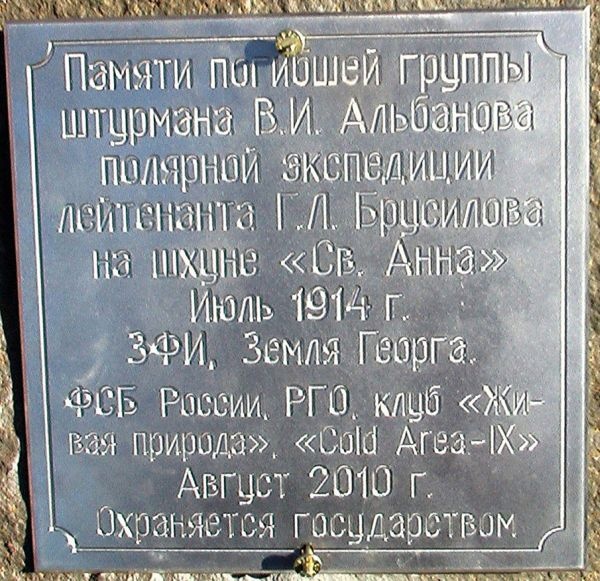 Памяти погибшей группы
штурмана В.И. Альбанова
полярной экспедиции
лейтенанта Г.Л. Брусилова
на шхуне «Св. Анна»
Июль 1914 г.
ЗФИ, Земля Георга.
ФСБ России, РГО, клуб «Жи-
вая природа», «Cold Area-IX»
Август 2010 г.
Охраняется государством